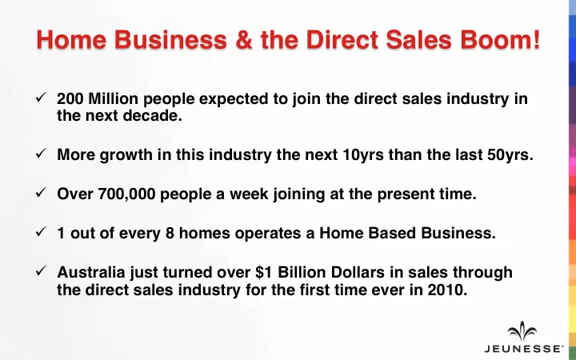 Home Business & the Direct Sales Boom!
✓ 200 Million people expected to join the direct sales industry in
the next decade.
✓ More growth in this industry the next 10yrs than the last 50yrs.
✓ Over 700,000 people a week joining at the present time.
✓ 1 out of every 8 homes operates a Home Based Business.
✓ Australia just turned over $1 Billion Dollars in sales through
the direct sales industry for the first time ever in 2010.
JEUNESSE